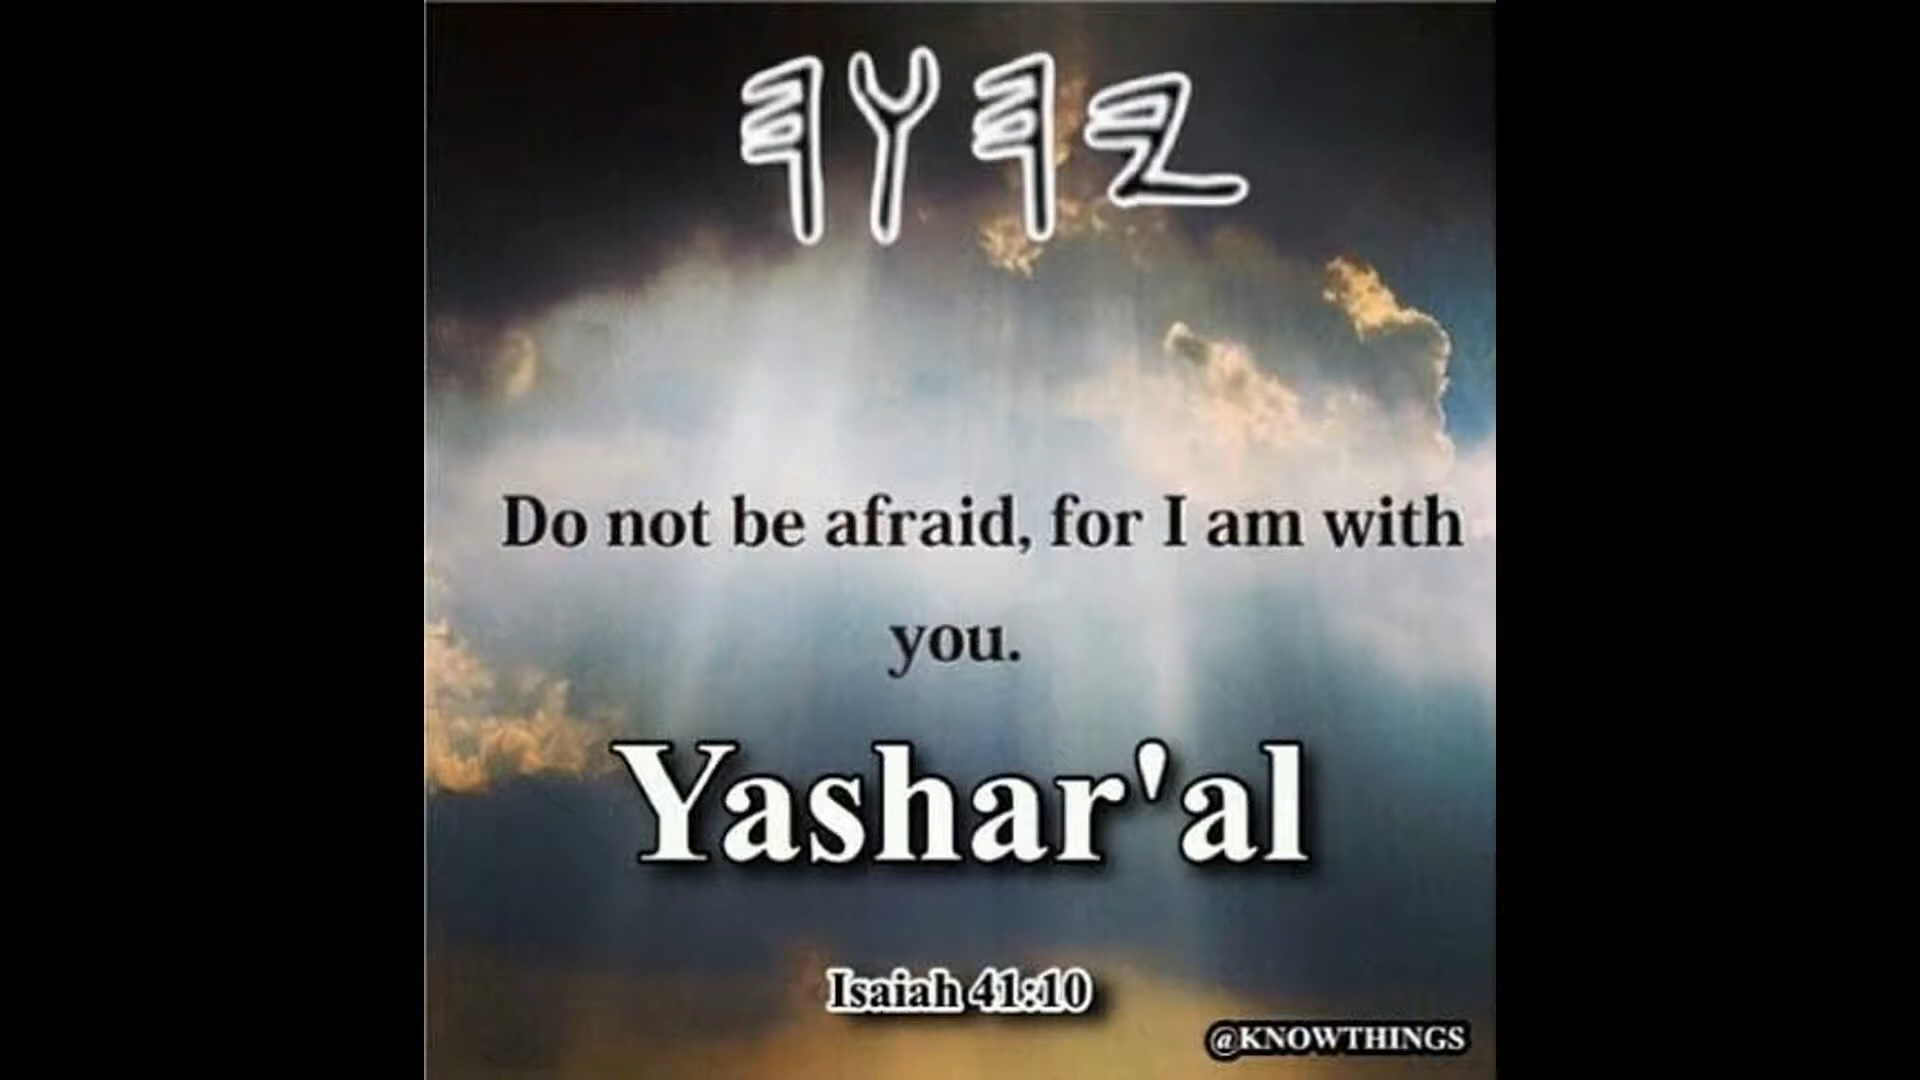 𐤉𐤄𐤅𐤄
Do not be afraid, for I am with
you.
Yashar'al
Isaiah 41:10
@KNOWTHINGS